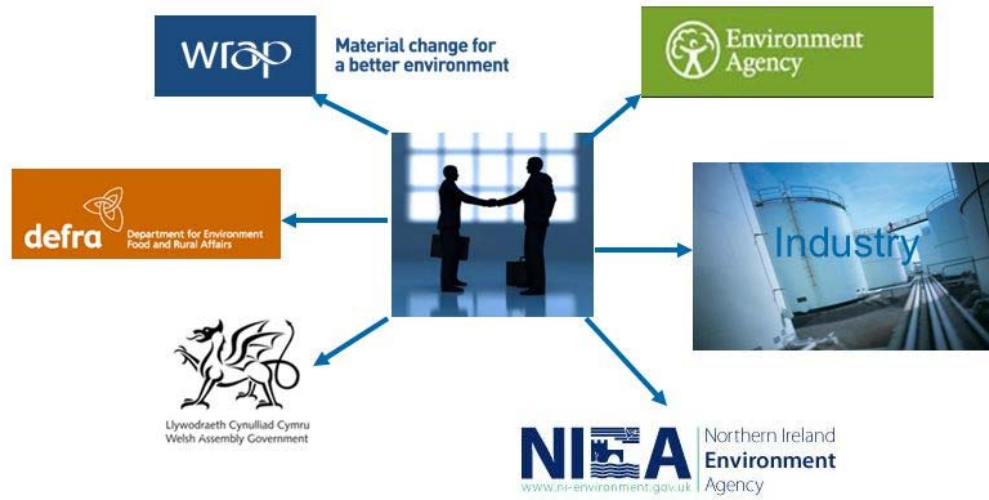 wrap
Material change for
a better environment
Environment
Agency
defra
Department for Environment
Food and Rural Affairs
Industry
Llywodraeth Cynulliad Cymru
Welsh Assembly Government
NIEA
www.ni-environment.gov.uk
Northern Ireland
Environment
Agency